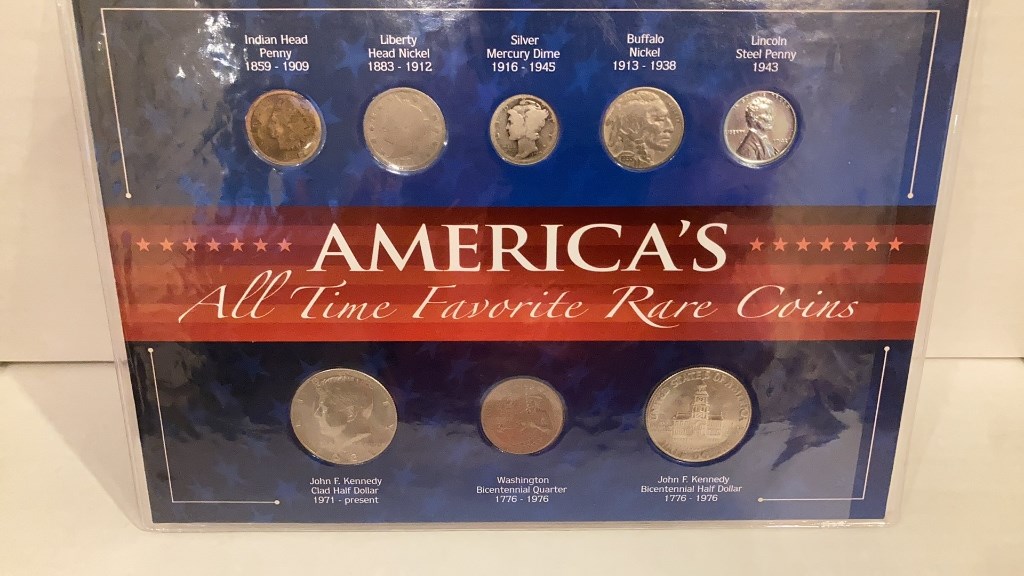 Indian Head
Penny
1859 - 1909
Liberty
Head Nickel
1883 - 1912
Silver
Mercury Dime
1916 - 1945
Buffalo
Nickel
1913 - 1938
Lincoln
Steel Penny
1943
AMERICA'S
All Time Favorite Rare Coins
John F. Kennedy
Clad Half Dollar
1971 - present
Washington
Bicentennial Quarter
1776 - 1976
John F. Kennedy
Bicentennial Half Dollar
1776 - 1976